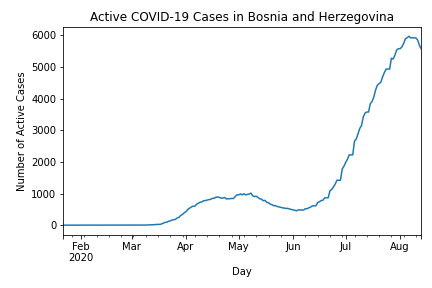 Active COVID-19 Cases in Bosnia and Herzegovina
Number of Active Cases
6000
5000
4000
3000
2000
1000
0
Feb Mar Apr May Jun Jul Aug
2020
Day